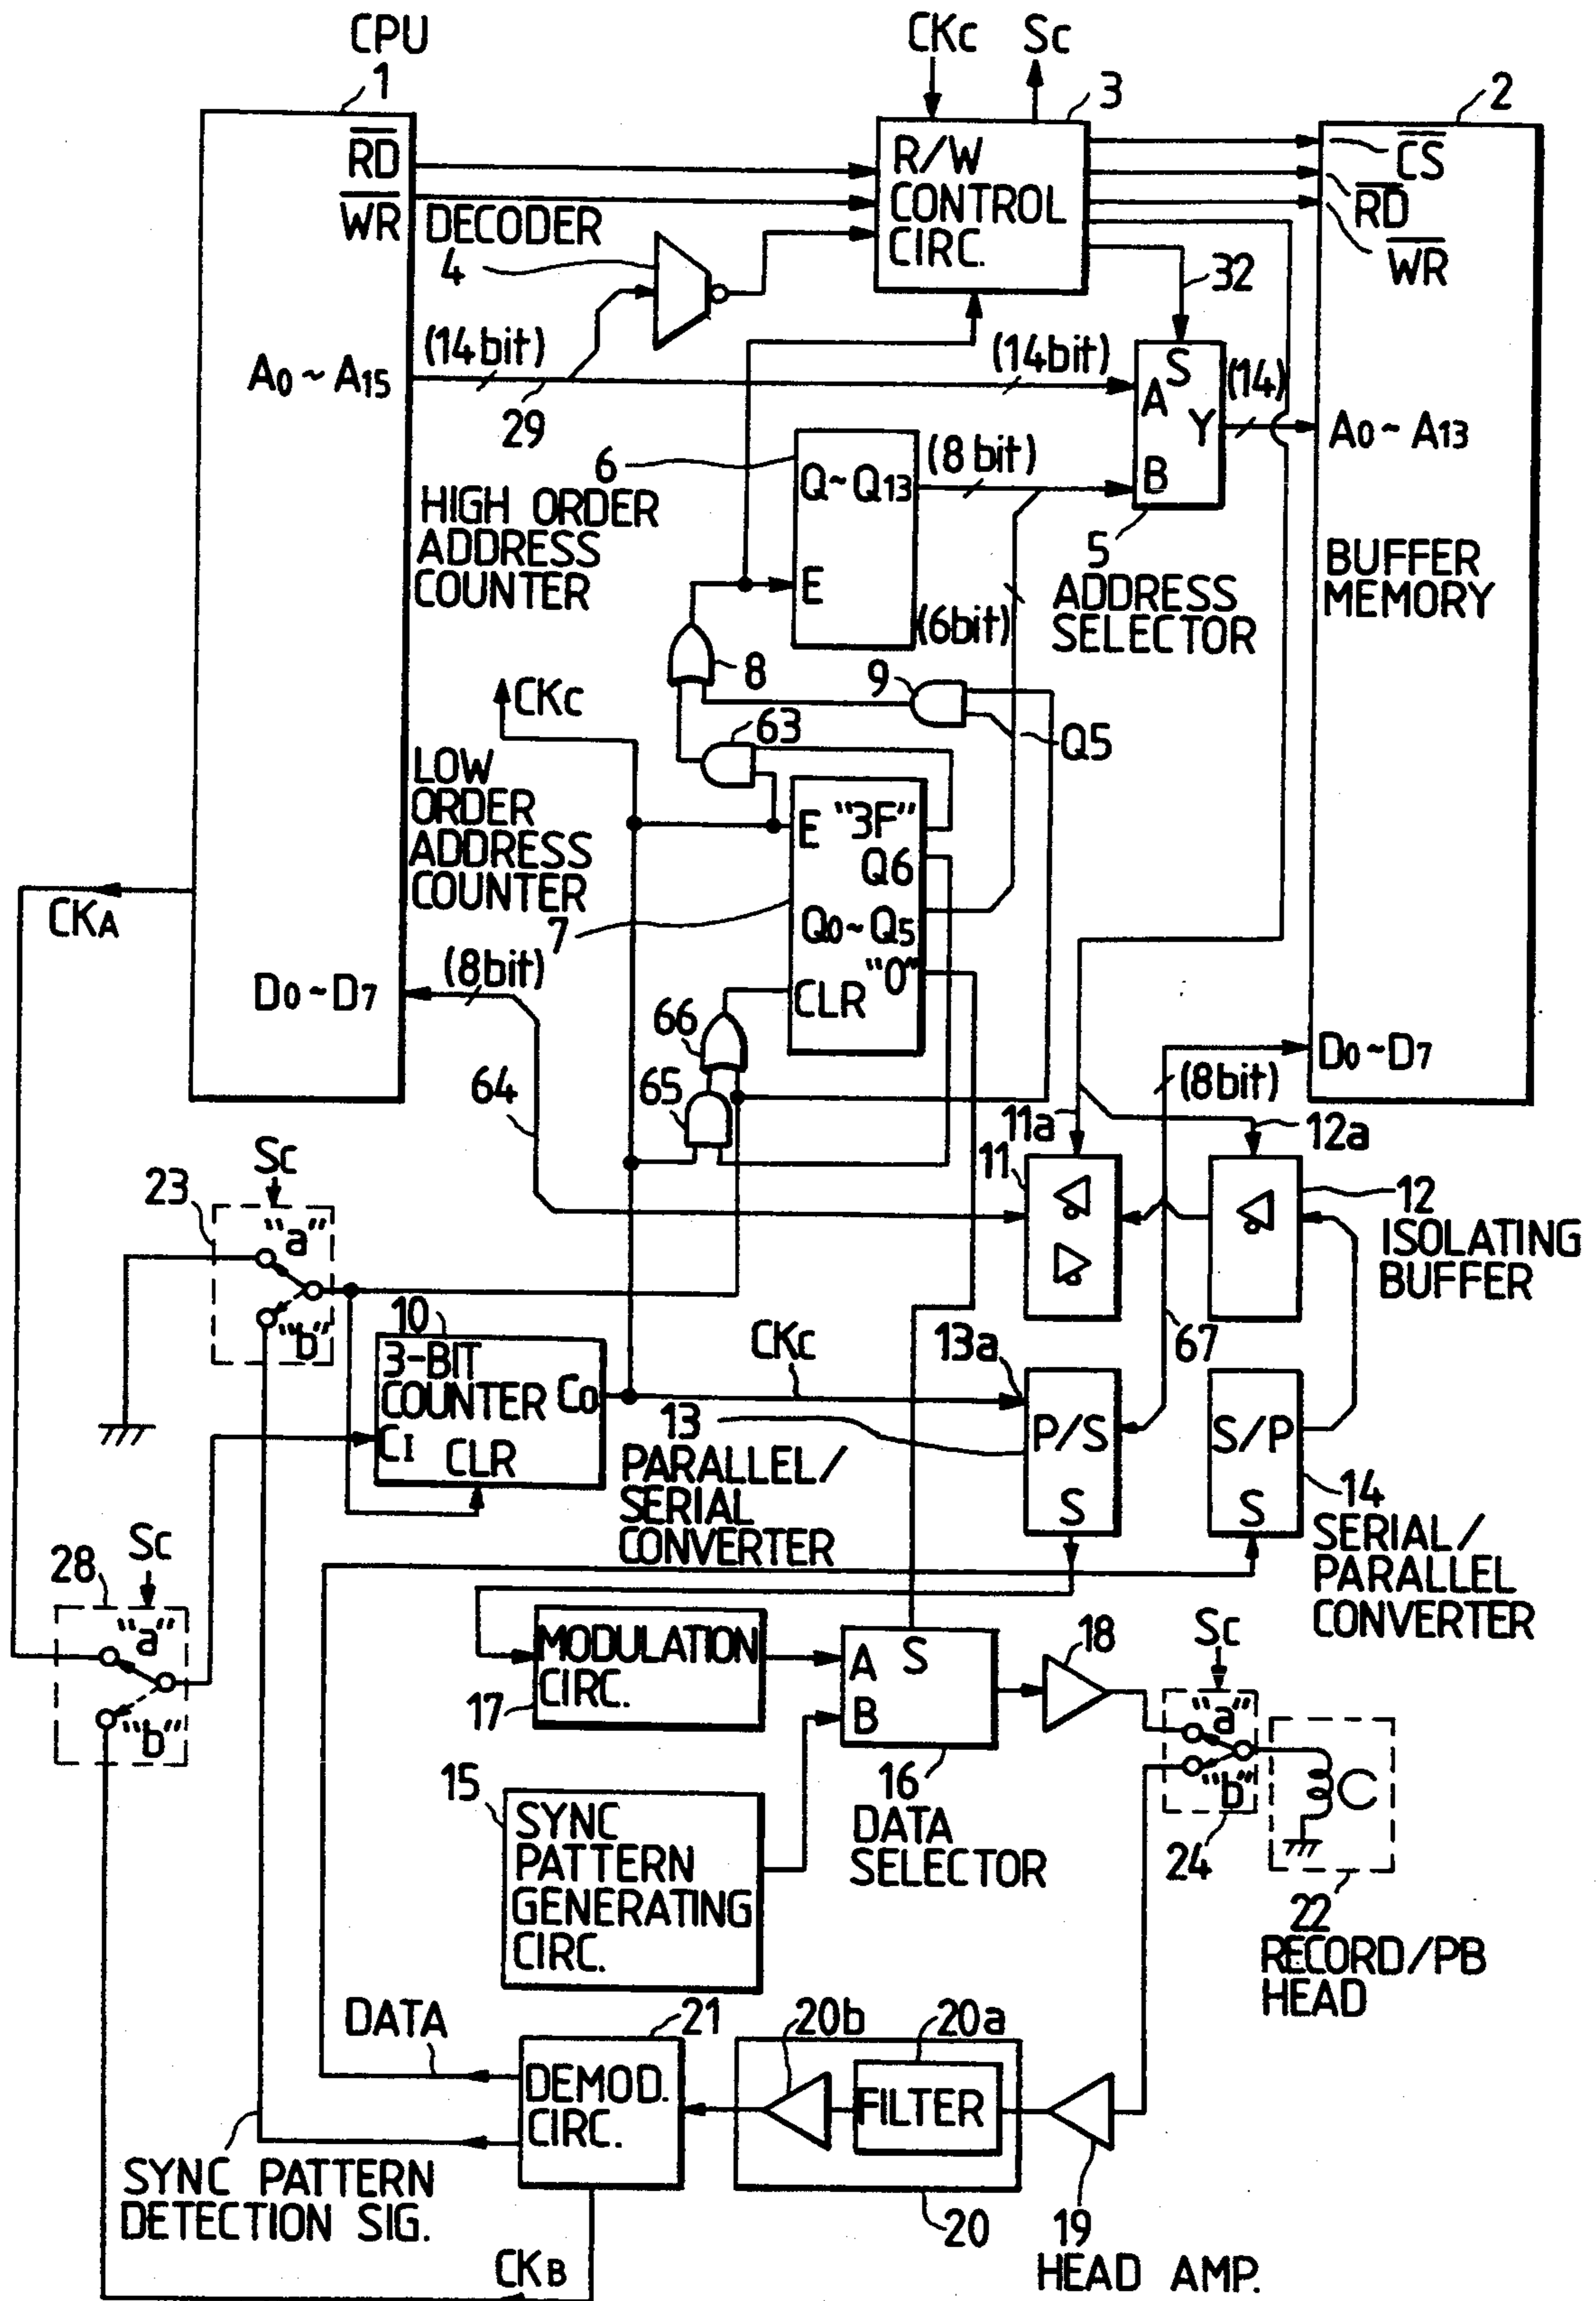 CPU
1
CKc
Sc
3
2
RD
WR
R/W
CONTROL
CIRC.
CS
RD
WR
DECODER
4
32
(14bit)
(14bit)
A0~A15
29
S
A
Y
B
(14)
A0~A13
6
Q~Q13
(8 bit)
E
HIGH ORDER
ADDRESS
COUNTER
5
ADDRESS
SELECTOR
BUFFER
MEMORY
(6bit)
8
9
CKc
63
Q5
LOW
ORDER
ADDRESS
COUNTER
7
E
"3F"
Q6
Q0~Q5
"0"
CLR
CKA
(8bit)
D0~D7
66
65
64
D0~D7
(8bit)
11a
12a
11
12
ISOLATING
BUFFER
Sc
23
"a"
"b"
10
3-BIT
COUNTER
Co
CI
CLR
CKc
13a
67
13
PARALLEL/
SERIAL
CONVERTER
P/S
S
S/P
S
14
SERIAL/
PARALLEL
CONVERTER
28
Sc
"a"
"b"
MODULATION
CIRC.
17
A
S
B
18
Sc
"a"
"b"
24
C
15
SYNC
PATTERN
GENERATING
CIRC.
16
DATA
SELECTOR
22
RECORD/PB
HEAD
DATA
21
20b
20a
DEMOD.
CIRC.
FILTER
SYNC PATTERN
DETECTION SIG.
20
19
HEAD AMP.
CKB